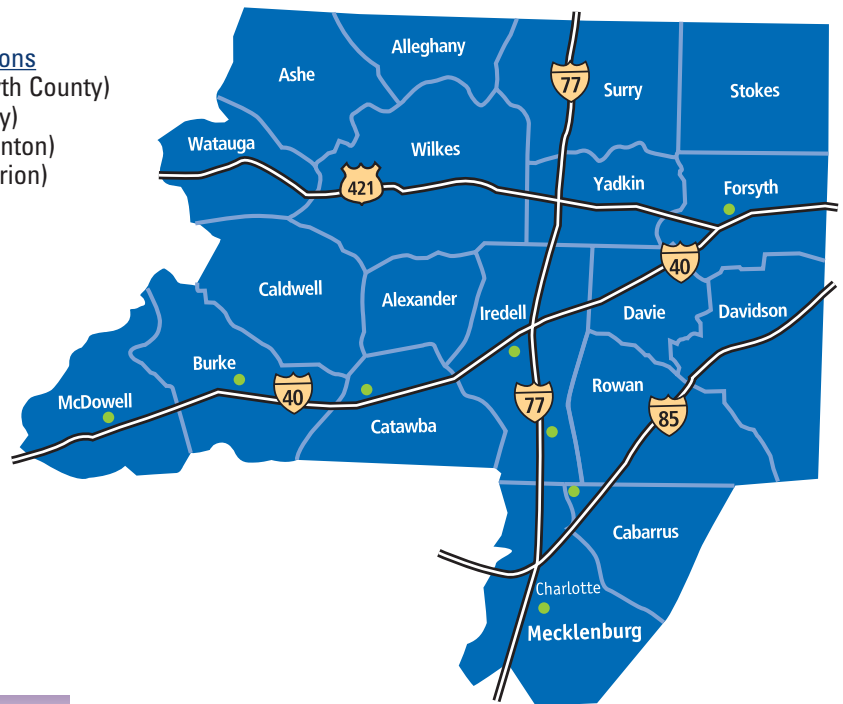 ons
th County)
y)
nton)
rion)
Alleghany
Ashe
77
Surry
Stokes
Watauga
Wilkes
421
Yadkin
Forsyth
40
Caldwell
Alexander
Iredell
Davie
Davidson
Burke
40
McDowell
Catawba
77
Rowan
85
Cabarrus
Charlotte
Mecklenburg